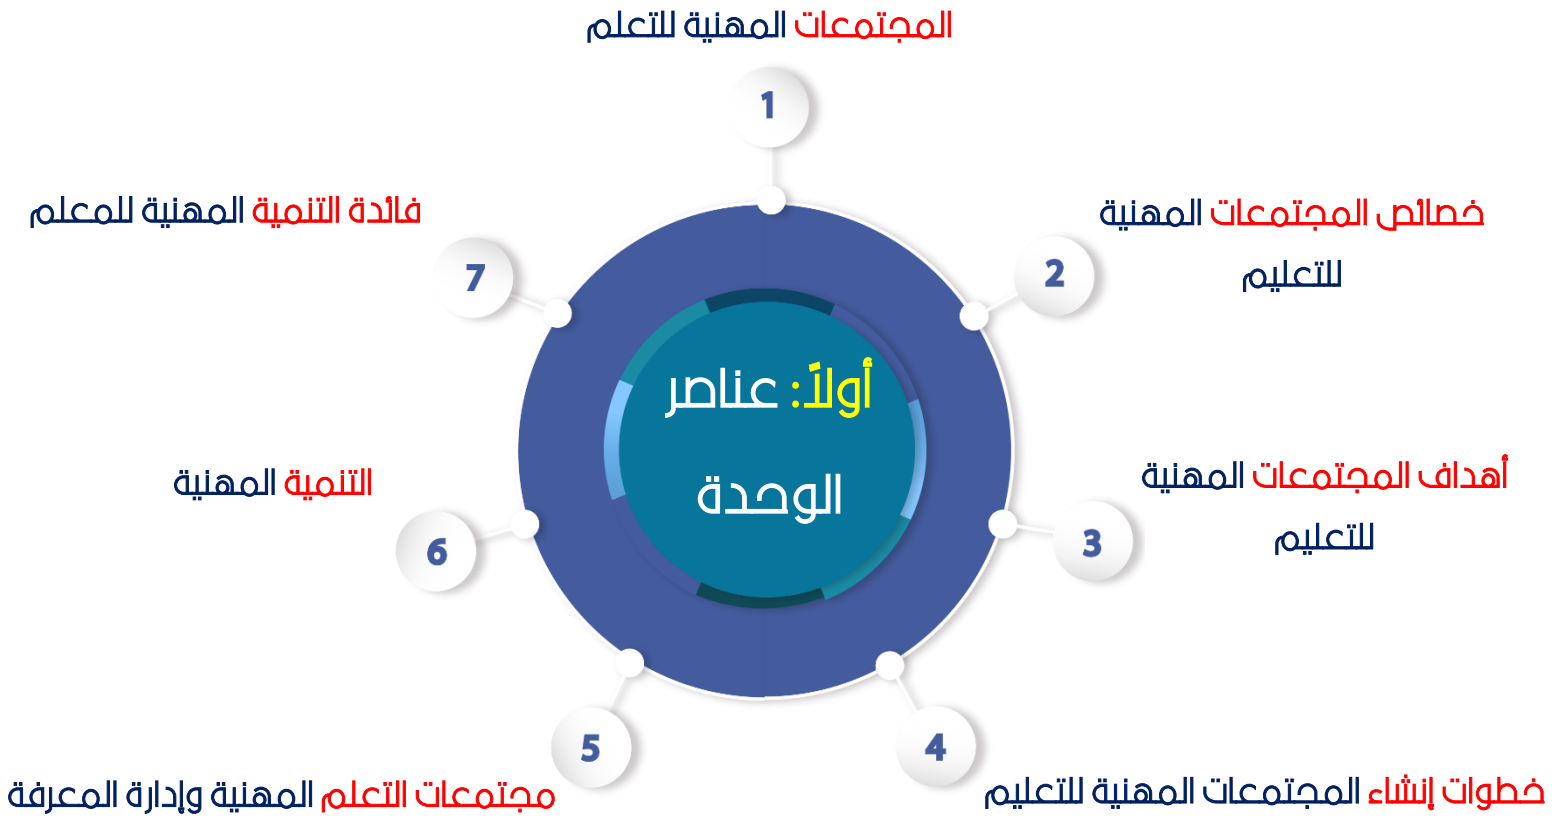 أولاً: عناصر
الوحدة
1
المجتمعات المهنية للتعلم
2
خصائص المجتمعات المهنية
للتعليم
3
أهداف المجتمعات المهنية
للتعليم
4
خطوات إنشاء المجتمعات المهنية للتعليم
5
مجتمعات التعلم المهنية وإدارة المعرفة
6
التنمية المهنية
7
فائدة التنمية المهنية للمعلم